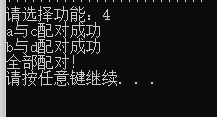 请选择功能：4
a与c配对成功
b与d配对成功
全部配对！
请按任意键继续. . .